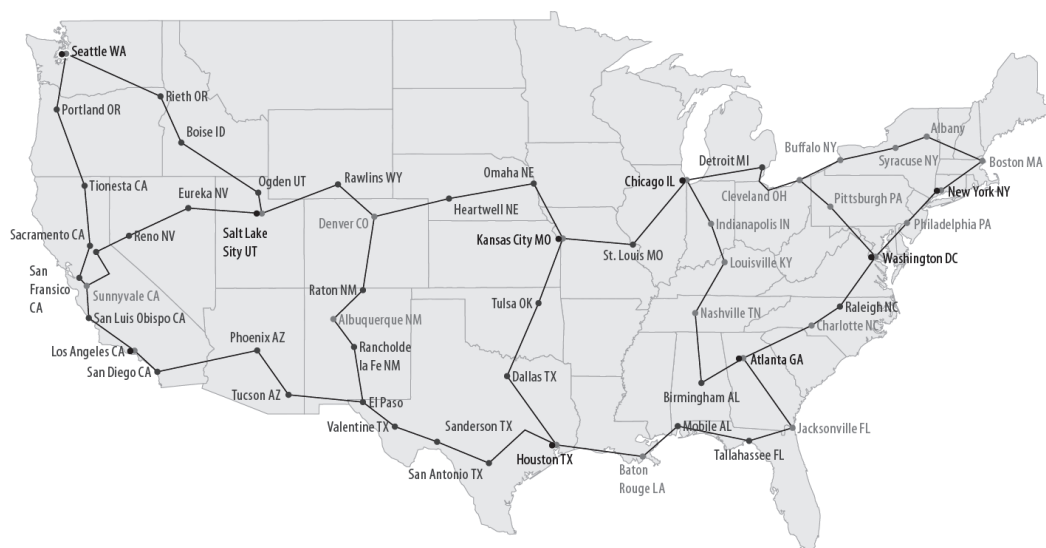 Seattle WA
Portland OR
Rieth OR
Boise ID
Tionesta CA
Eureka NV
Ogden UT
Rawlins WY
Omaha NE
Heartwell NE
Denver CO
Salt Lake
Sity UT
Reno NV
Sacramento CA
San
Fransico
CA
Sunnyvale CA
San Luis Obispo CA
Los Angeles CA
San Diego CA
Phoenix AZ
Tucson AZ
Raton NM
Albuquerque NM
Rancholde
la Fe NM
El Paso
Valentine TX
Sanderson TX
San Antonio TX
Houston TX
Dallas TX
Tulsa OK
Kansas City MO
St. Louis MO
Chicago IL
Detroit MI
Cleveland OH
Buffalo NY
Syracuse NY
Albany
Boston MA
New York NY
Pittsburgh PA
Philadelphia PA
Washington DC
Indianapolis IN
Louisville KY
Nashville TN
Birmingham AL
Raleigh NC
Charlotte NC
Atlanta GA
Jacksonville FL
Tallahassee FL
Mobile AL
Baton
Rouge LA